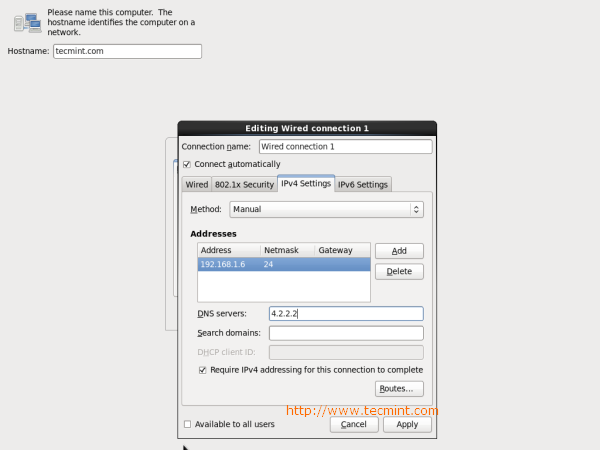 Please name this computer.  The
hostname identifies the computer on a
network.
Hostname: tecmint.com
Editing Wired connection 1
Connection name: Wired connection 1
Connect automatically
Wired 802.1x Security IPv4 Settings IPv6 Settings
Method: Manual
Addresses
Address Netmask Gateway Add
192.168.1.6 24
Delete
DNS servers: 4.2.2.2
Search domains:
DHCP client ID:
Require IPv4 addressing for this connection to complete
Routes...
http://www.tecmint.com
Available to all users Cancel Apply